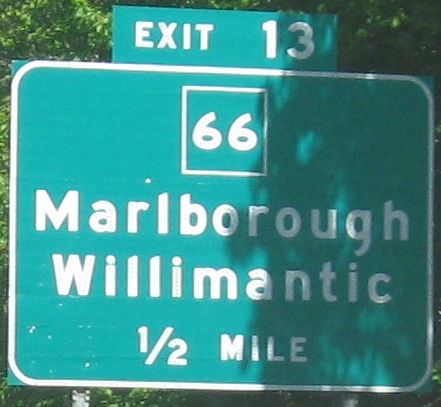 EXIT 13
66
Marlborough
Willimantic
1/2 MILE